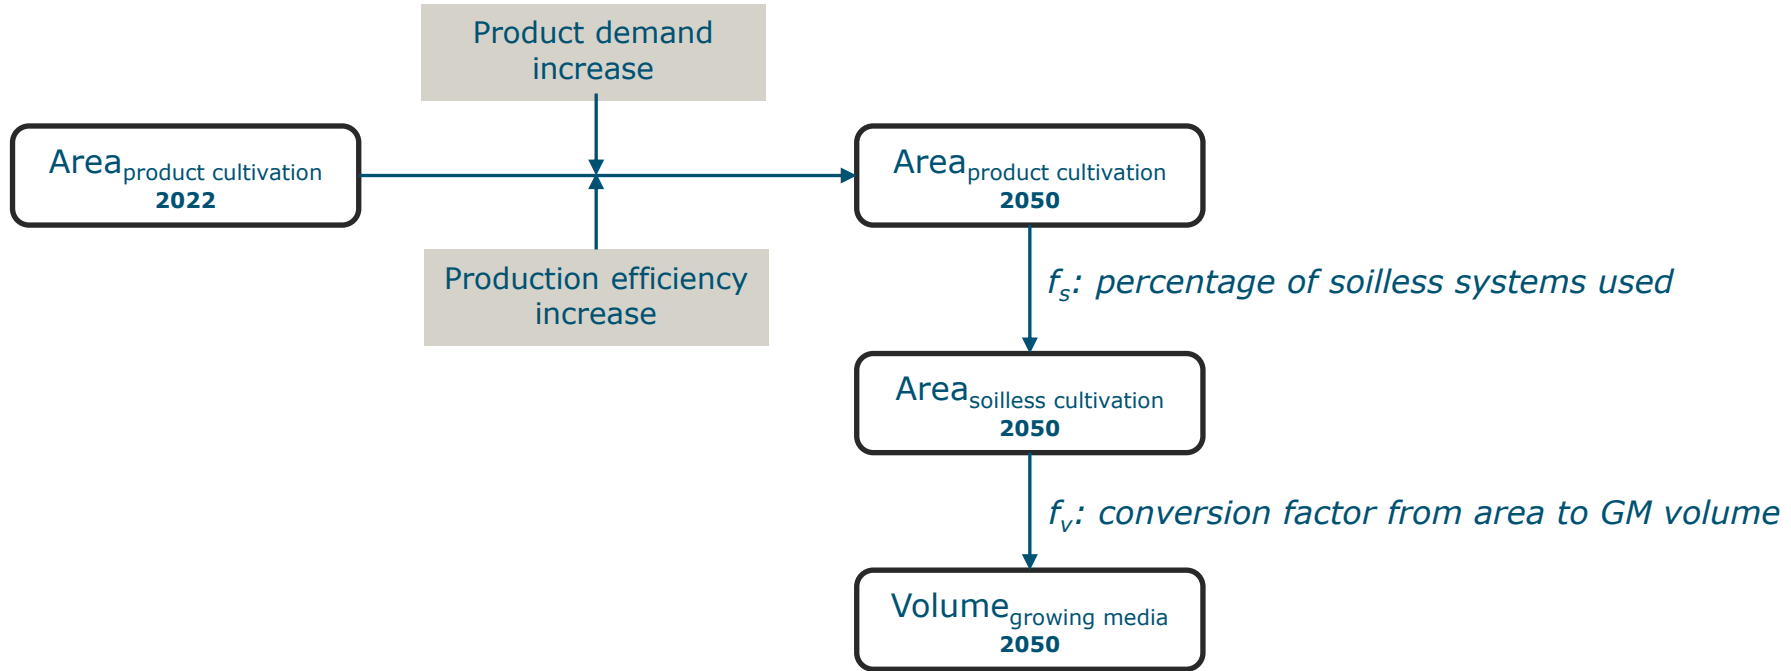 Product demand
increase
Area product cultivation
2022
Area product cultivation
2050
Production efficiency
increase
fs: percentage of soilless systems used
Area soilless cultivation
2050
fv: conversion factor from area to GM volume
Volume growing media
2050